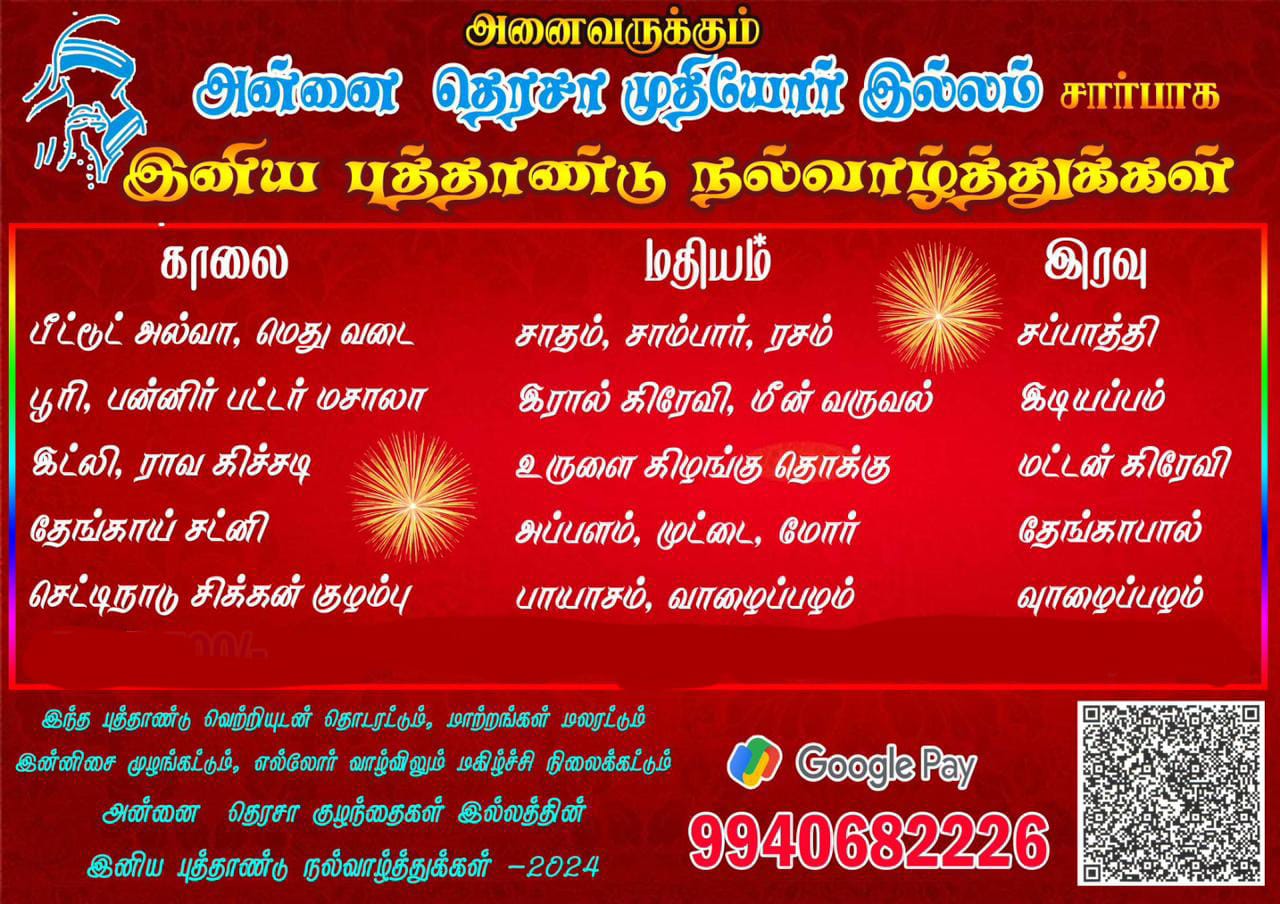 அனைவருக்கும்
அன்னை தெரசா முதியோர் இல்லம் சார்பாக
இனிய புத்தாண்டு நல்வாழ்த்துக்கள்
காலை
பீட்டூட் அல்வா, மெது வடை
பூரி, பன்னிர் பட்டர் மசாலா
இட்லி, ராவ கிச்சடி
தேங்காய் சட்னி
செட்டிநாடு சிக்கன் குழம்பு
மதியம்*
சாதம், சாம்பார், ரசம்
இரால் கிரேவி, மீன் வருவல்
உருளை கிழங்கு தொக்கு
அப்பளம், முட்டை, மோர்
பாயாசம், வாழைப்பழம்
இரவு
சப்பாத்தி
இடியப்பம்
மட்டன் கிரேவி
தேங்காபால்
வாழைப்பழம்
இந்த புத்தாண்டு வெற்றியுடன் தொடரட்டும், மாற்றங்கள் மலரட்டும்
இன்னிசை முழங்கட்டும், எல்லோர் வாழ்விலும் மகிழ்ச்சி நிலைக்கட்டும்
அன்னை தெரசா குழந்தைகள் இல்லத்தின்
இனிய புத்தாண்டு நல்வாழ்த்துக்கள் -2024
Google Pay
9940682226